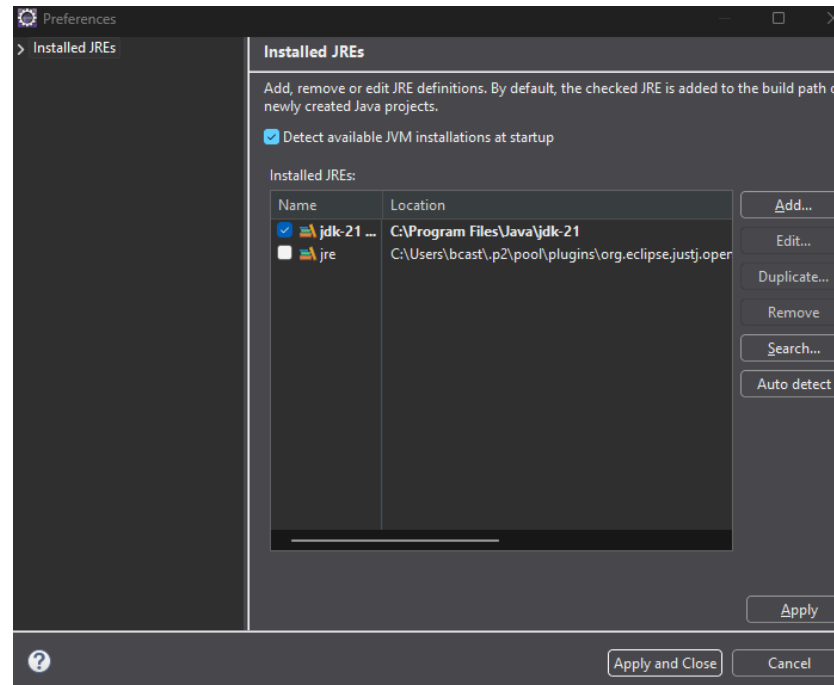 Preferences
Installed JREs
Installed JREs
Add, remove or edit JRE definitions. By default, the checked JRE is added to the build path
newly created Java projects.
Detect available JVM installations at startup
Installed JREs:
Name Location
jdk-21 ... C:\Program Files\Java\jdk-21
jre C:\Users\bcast\.p2\pool\plugins\org.eclipse.justj.open
Add...
Edit...
Duplicate...
Remove
Search...
Auto detect
Apply
? Apply and Close Cancel